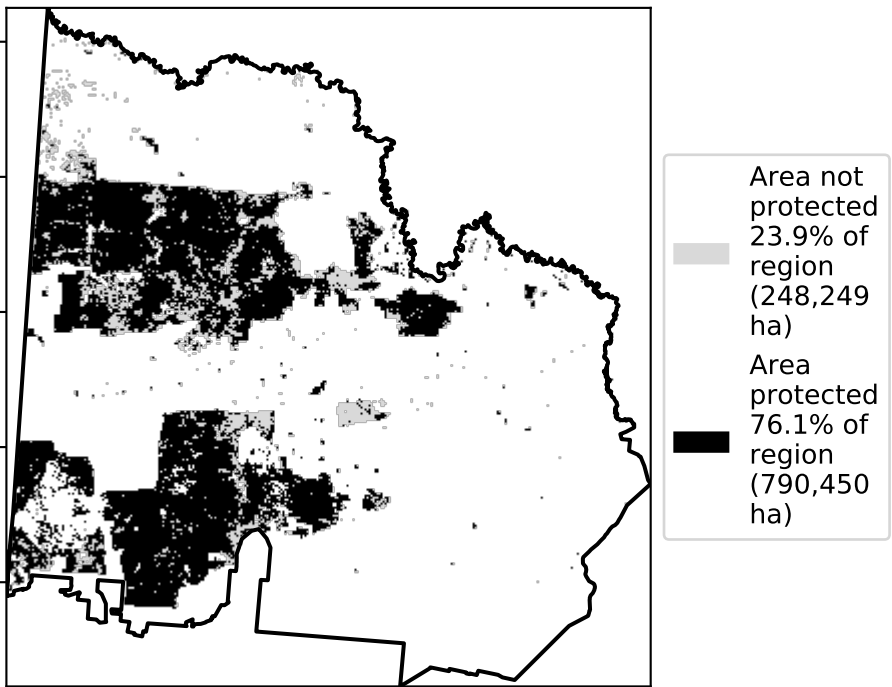 Area not
protected
23.9% of
region
(248,249
ha)
Area
protected
76.1% of
region
(790,450
ha)